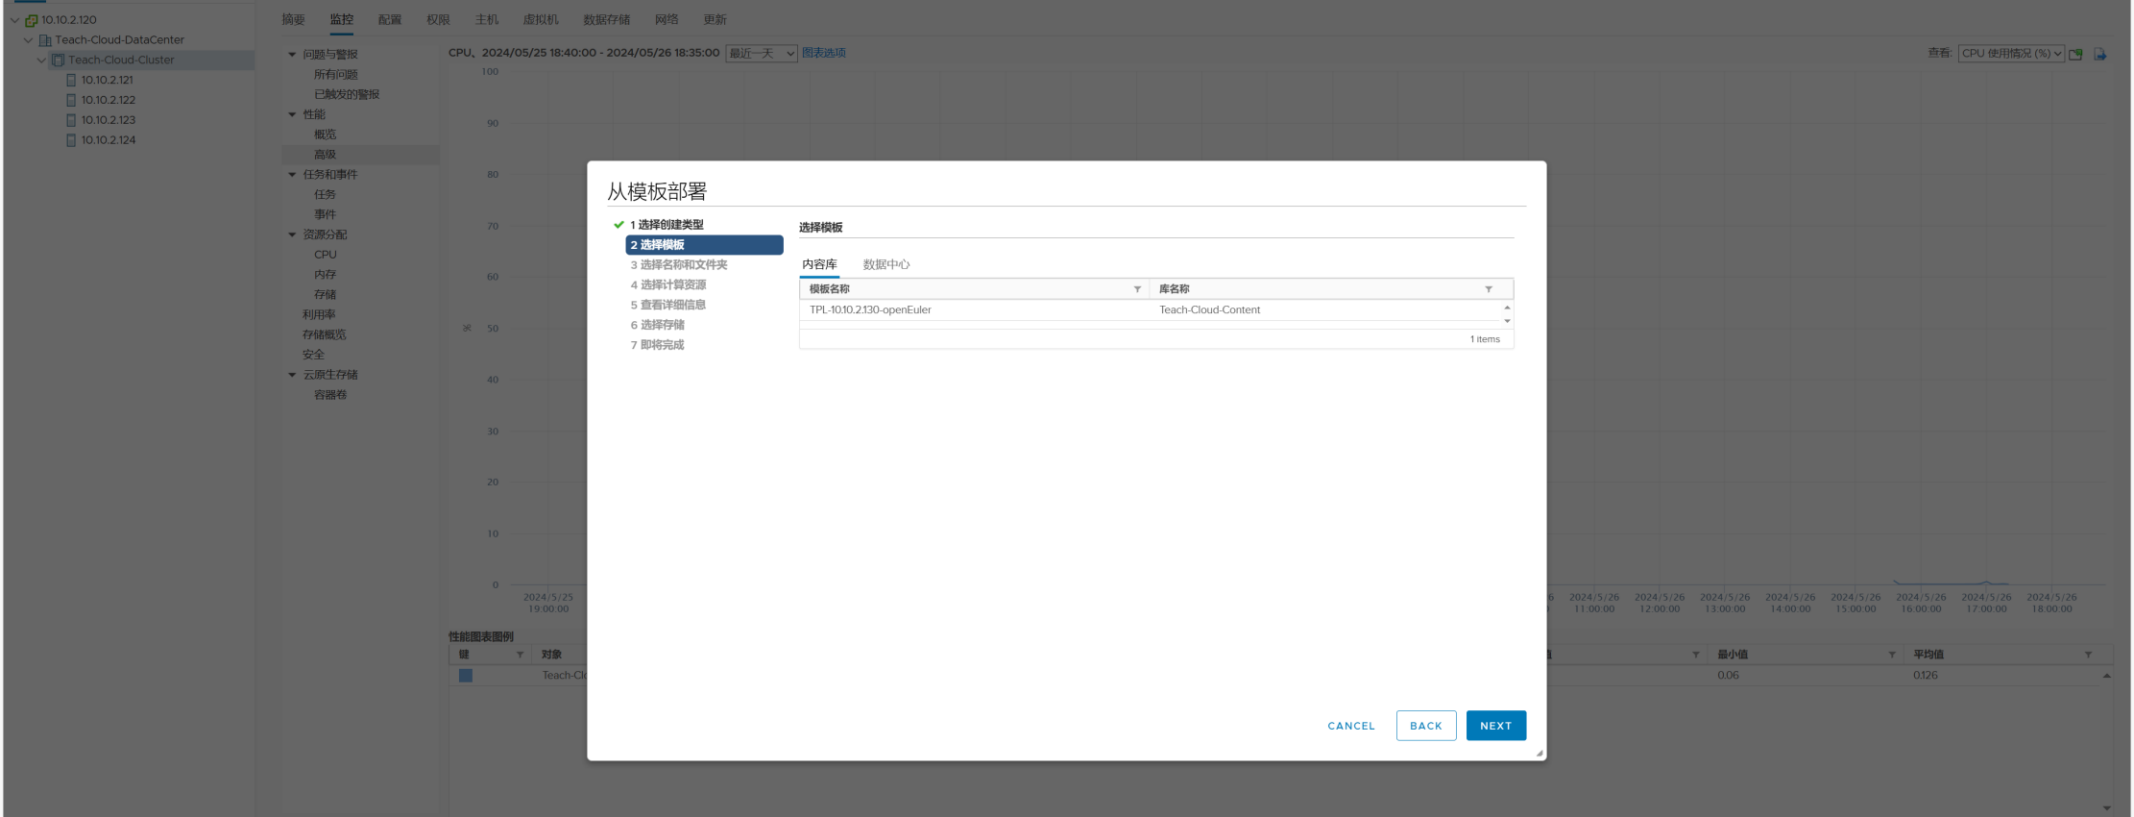 10.10.2.120
Teach-Cloud-DataCenter
Teach-Cloud-Cluster
10.10.2.121
10.10.2.122
10.10.2.123
10.10.2.124
摘要 监控 配置 权限 主机 虚拟机 数据存储 网络 更新
问题与警报
所有问题
已触发的警报
性能
概览
高级
任务和事件
任务
事件
资源分配
CPU
内存
存储
利用率
存储概览
安全
云原生存储
容器卷
CPU、2024/05/25 18:40:00 - 2024/05/26 18:35:00 最近一天 图表选项
查看: CPU 使用情况 (%)
100
90
80
70
60
% 50
40
30
20
10
0
2024/5/25 2024/5/26 2024/5/26 2024/5/26 2024/5/26 2024/5/26 2024/5/26 2024/5/26 2024/5/26
19:00:00 11:00:00 12:00:00 13:00:00 14:00:00 15:00:00 16:00:00 17:00:00 18:00:00
从模板部署
1 选择创建类型
2 选择模板
3 选择名称和文件夹
4 选择计算资源
5 查看详细信息
6 选择存储
7 即将完成
选择模板
内容库 数据中心
模板名称 库名称
TPL-10.10.2.130-openEuler Teach-Cloud-Content
1 items
CANCEL BACK NEXT
性能图表图例
键 对象 最小值 平均值
Teach-Clo 0.06 0.126